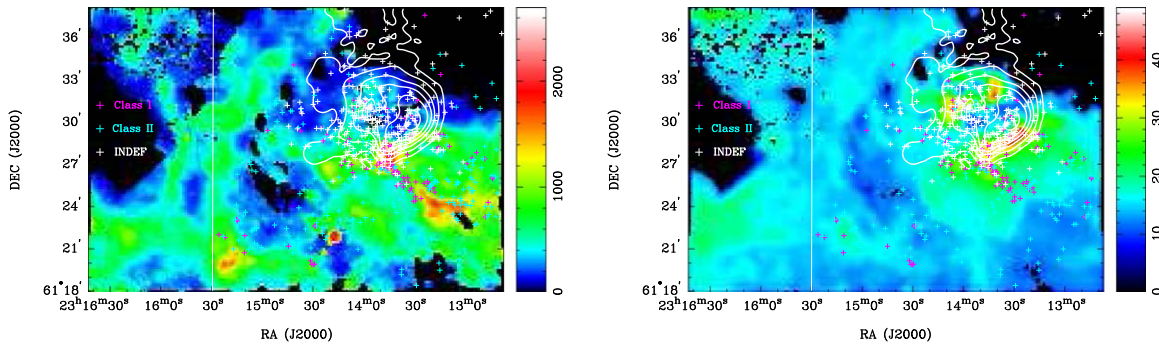 36'
33'
30'
27'
24'
21'
61°18'
DEC (J2000)
+ Class I
+ Class II
+ INDEF
23ʰ16ᵐ30ˢ 16ᵐ0ˢ 30ˢ 15ᵐ0ˢ 30ˢ 14ᵐ0ˢ 30ˢ 13ᵐ0ˢ
RA (J2000)
0
1000
2000
36'
33'
30'
27'
24'
21'
61°18'
DEC (J2000)
+ Class I
+ Class II
+ INDEF
23ʰ16ᵐ30ˢ 16ᵐ0ˢ 30ˢ 15ᵐ0ˢ 30ˢ 14ᵐ0ˢ 30ˢ 13ᵐ0ˢ
RA (J2000)
0
10
20
30
40
50